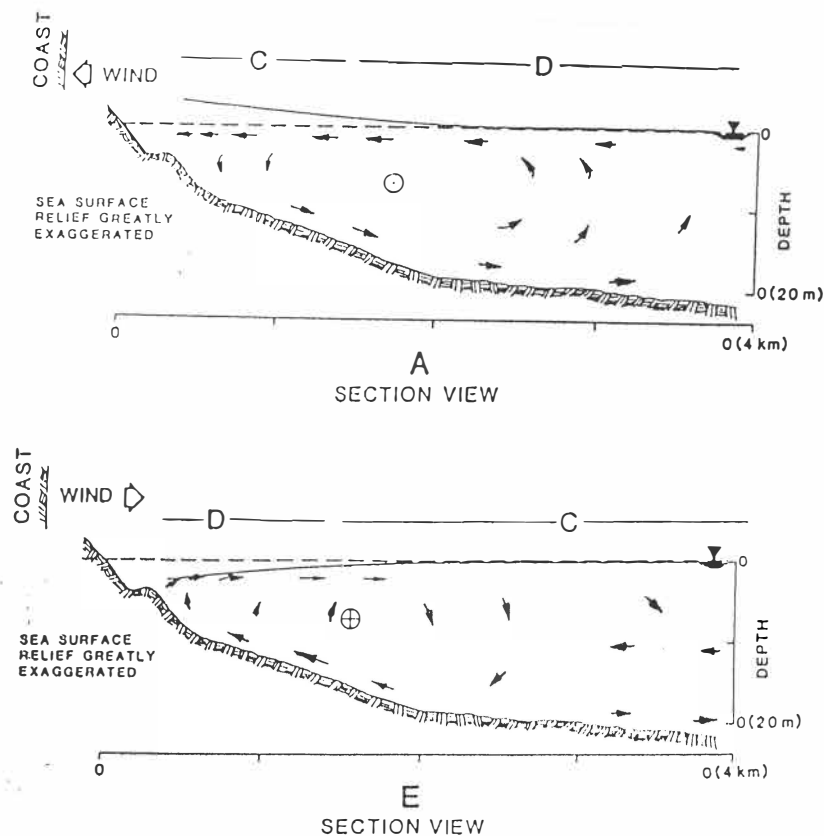 COAST
WIND
C
D
0
SEA SURFACE
RELIEF GREATLY
EXAGGERATED
DEPTH
0(20 m)
0
0(4 km)
A
SECTION VIEW
COAST
WIND
D
C
0
SEA SURFACE
RELIEF GREATLY
EXAGGERATED
DEPTH
0(20 m)
0
0(4 km)
E
SECTION VIEW